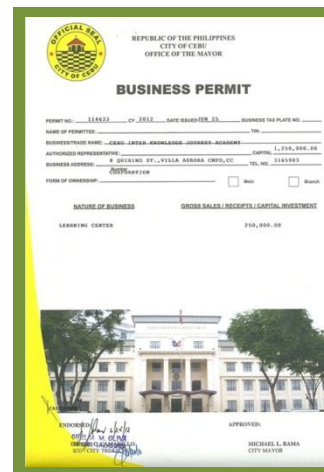 OFFICIAL SEAL
CITY OF CEBU
REPUBLIC OF THE PHILIPPINES
CITY OF CEBU
OFFICE OF THE MAYOR
BUSINESS PERMIT
PERMIT NO.: 114633 CY 2012 DATE ISSUED JUN 25 BUSINESS TAX PLATE NO.
NAME OF PERMITTEE: TIN:
BUSINESS/TRADE NAME: CEBU INTER KNOWLEDGE JOURNEY ACADEMY
AUTHORIZED REPRESENTATIVE: CAPITAL 1,250,000.00
BUSINESS ADDRESS: 8 QUIRINO ST.,VILLA AURORA CMPD,CC TEL. NO. 3165983
Number
FORM OF OWNERSHIP: CORPORATION Main Branch
NATURE OF BUSINESS GROSS SALES / RECEIPTS / CAPITAL INVESTMENT
LEARNING CENTER 250,000.00
ENDORSED: APPROVED:
MICHAEL L. RAMA
CITY MAYOR